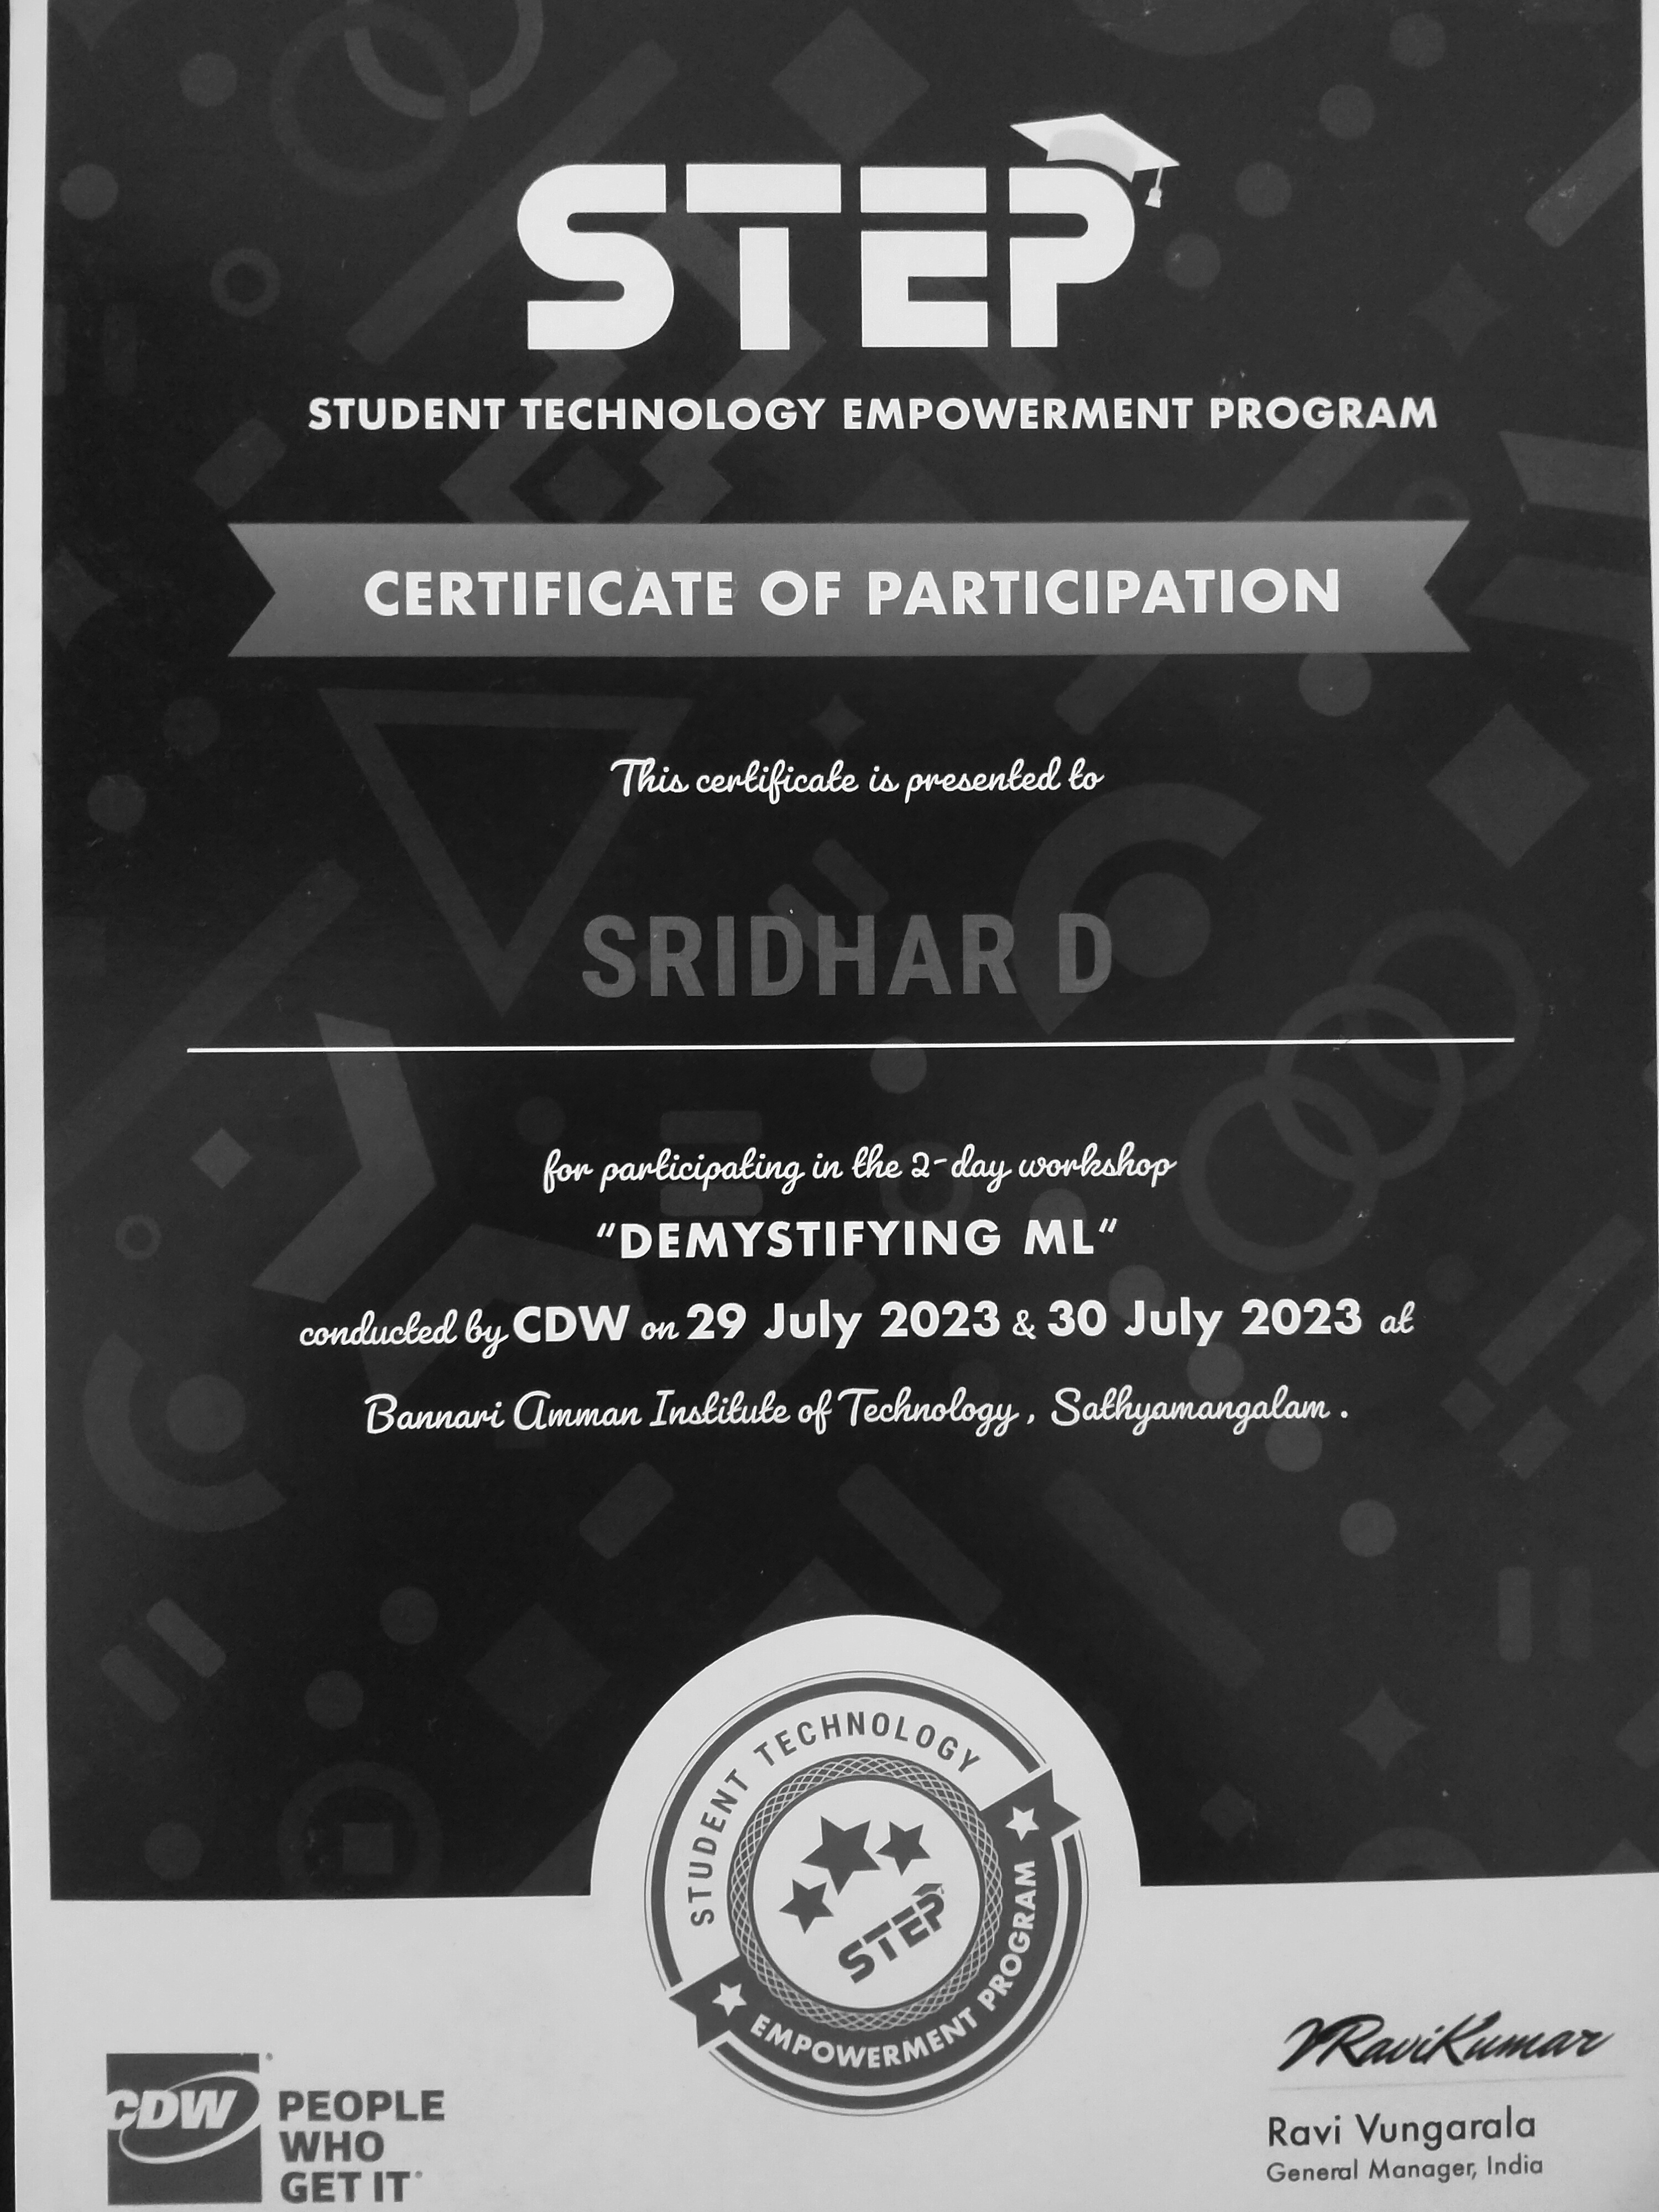 STEP
STUDENT TECHNOLOGY EMPOWERMENT PROGRAM
CERTIFICATE OF PARTICIPATION
This certificate is presented to
SRIDHAR D
for participating in the 2-day workshop
“DEMYSTIFYING ML“
conducted by CDW on 29 July 2023 & 30 July 2023 at
Bannari Amman Institute of Technology , Sathyamangalam .
STUDENT TECHNOLOGY
STEP
EMPOWERMENT PROGRAM
CDW®
PEOPLE
WHO
GET IT®
VRaviKumar
Ravi Vungarala
General Manager, India